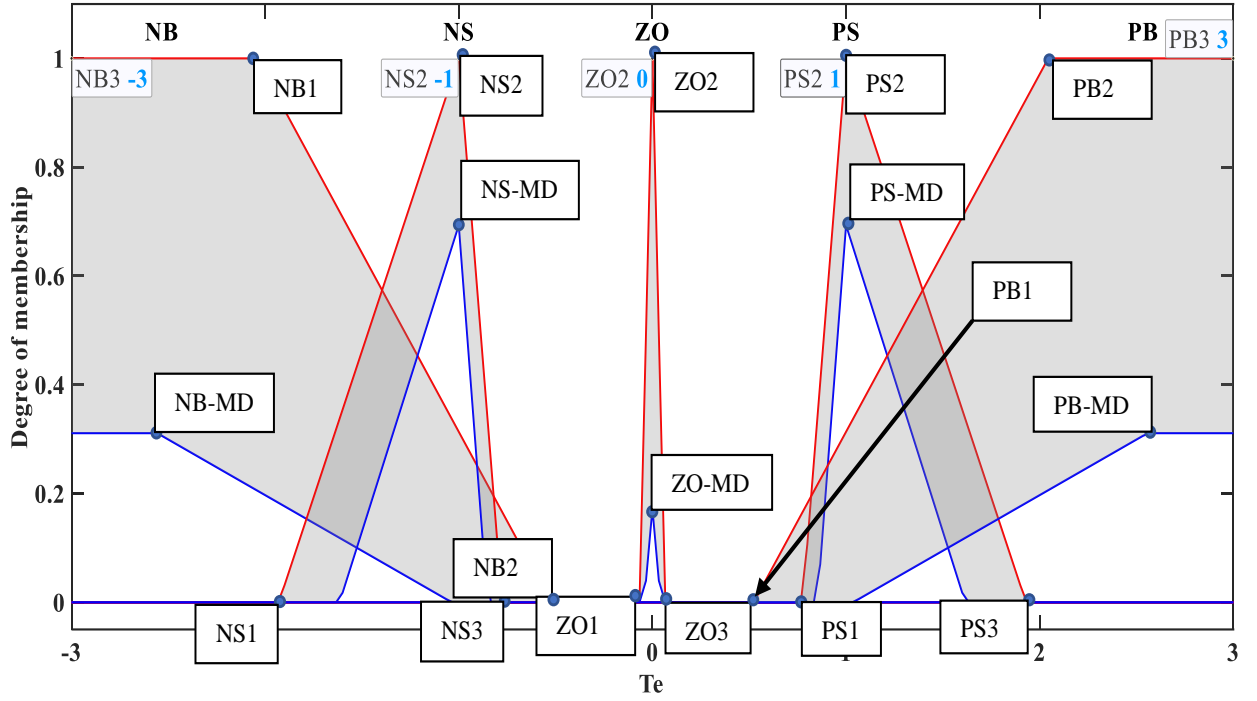 NB NS ZO PS PB
PB3 3
1
NB3 -3
NB1
NS2 -1
NS2
ZO2 0
ZO2
PS2 1
PS2
PB2
0.8
NS-MD
PS-MD
0.6
PB1
0.4
NB-MD
PB-MD
0.2
ZO-MD
NB2
0
NS1
NS3
ZO1
ZO3
PS1
PS3
-3 0 2 3
Te
Degree of membership